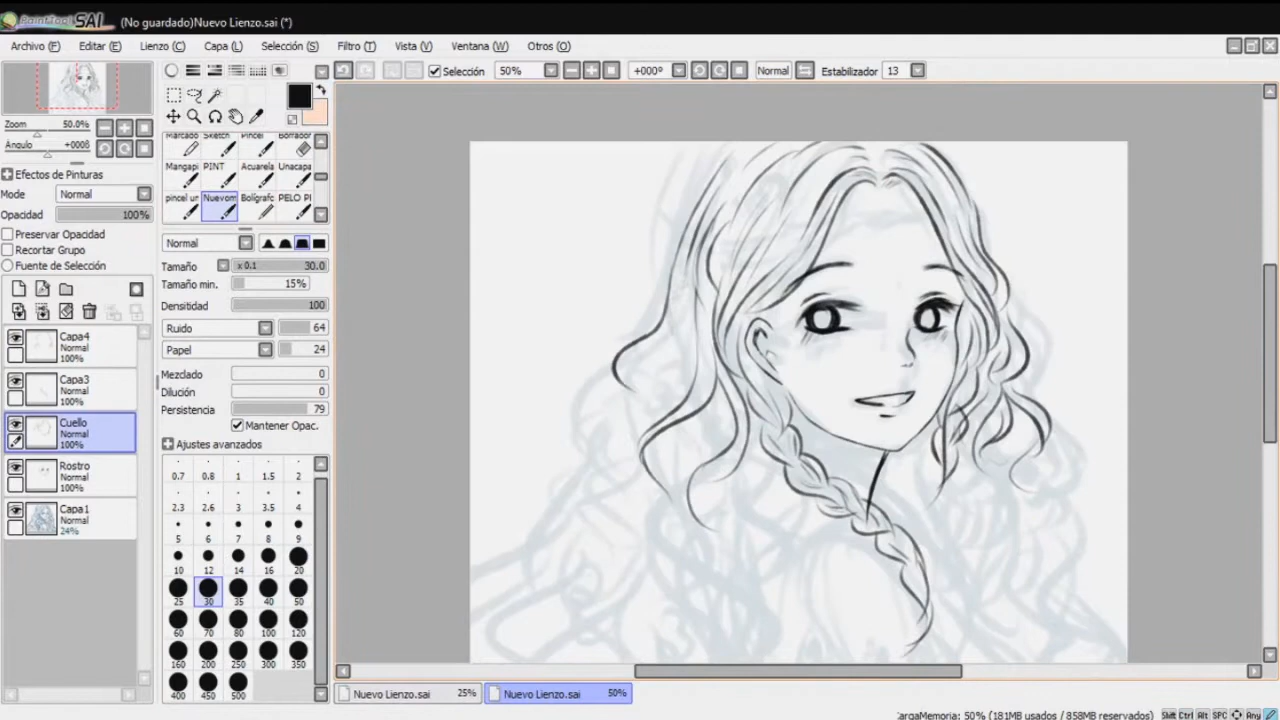 PaintTool SAI (No guardado)Nuevo Lienzo.sai (*)
Archivo (F) Editar (E) Lienzo (C) Capa (L) Selección (S) Filtro (T) Vista (V) Ventana (W) Otros (O)
Selección 50% +000º Normal Estabilizador 13
Zoom 50.0%
Angulo +000θ
Efectos de Pinturas
Mode Normal
Opacidad 100%
Preservar Opacidad
Recortar Grupo
Fuente de Selección
Capa4
Normal
100%
Capa3
Normal
100%
Cuello
Normal
100%
Rostro
Normal
100%
Capa1
Normal
24%
Marcado Sketch Pincel Borrador
Mangapi PINT Acuarela Unacapa
pincel ur Nuevom Bolígrafc PELO PI
Normal
Tamaño x 0.1 30.0
Tamaño min. 15%
Densitidad 100
Ruido 64
Papel 24
Mezclado 0
Dilución 0
Persistencia 79
Mantener Opac.
Ajustes avanzados
0.7 0.8 1 1.5 2
2.3 2.6 3 3.5 4
5 6 7 8 9
10 12 14 16 20
25 30 35 40 50
60 70 80 100 120
160 200 250 300 350
400 450 500
Nuevo Lienzo.sai 25% Nuevo Lienzo.sai 50%
CargaMemoria: 50% (181MB usados / 858MB reservados) Shift Ctrl Alt SPC Any